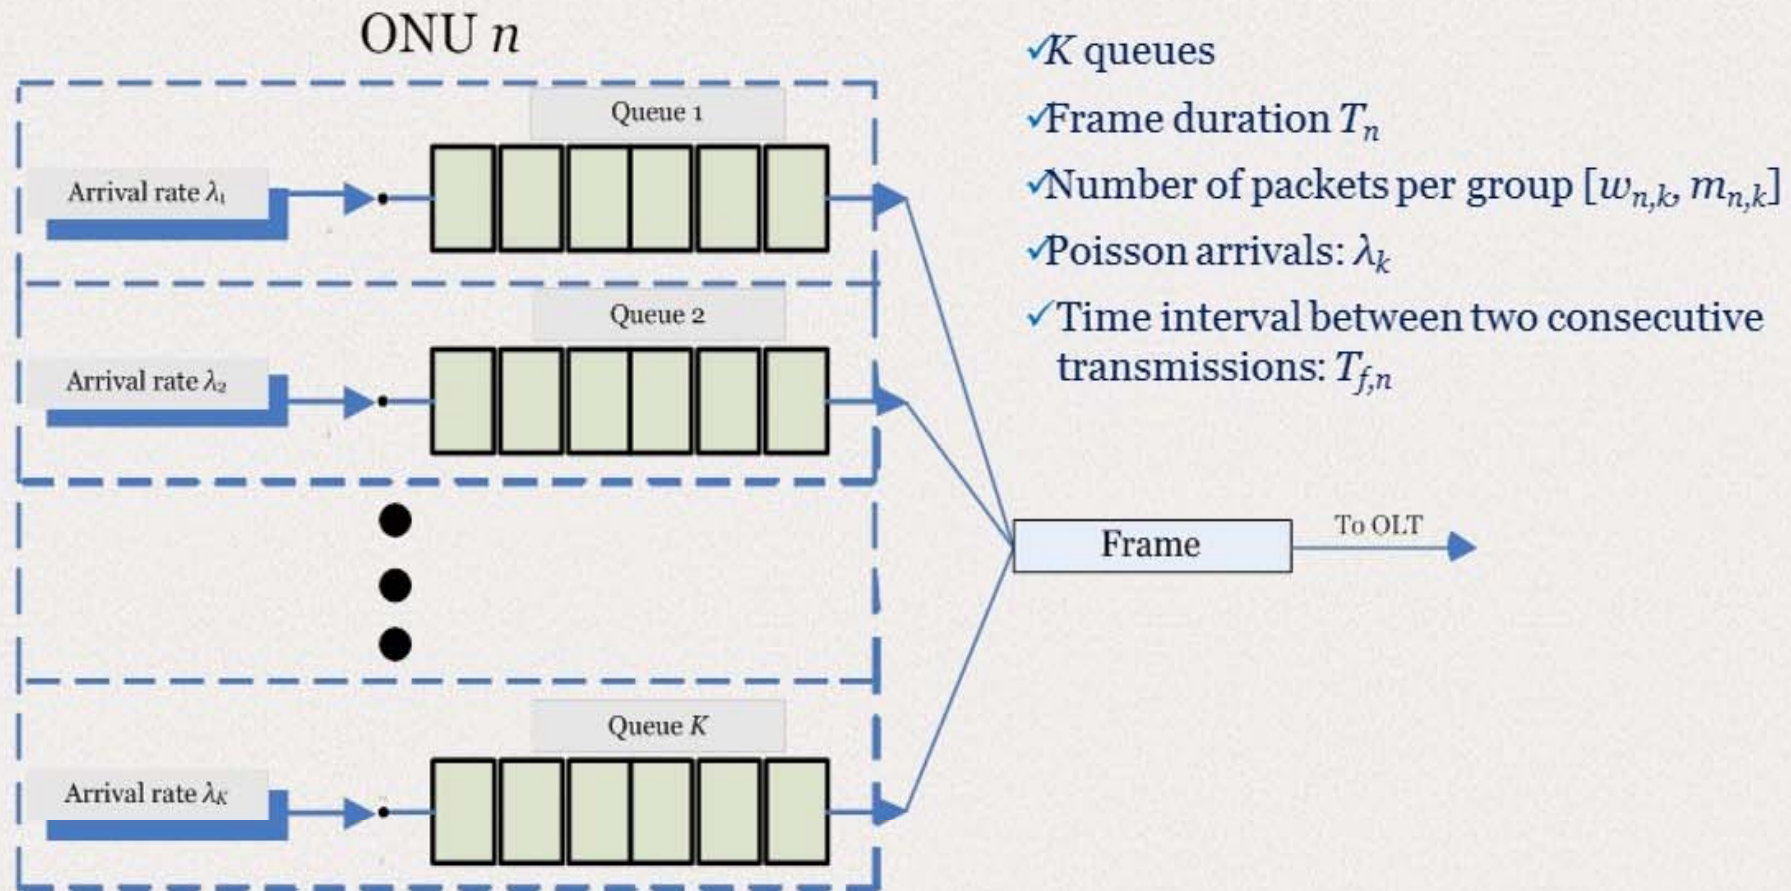 ONU n
Queue 1
Arrival rate λ₁
Queue 2
Arrival rate λ₂
Queue K
Arrival rate λK
✓K queues
✓Frame duration Tₙ
✓Number of packets per group [wₙ,ₖ, mₙ,ₖ]
✓Poisson arrivals: λₖ
✓Time interval between two consecutive
transmissions: T_f,n
Frame
To OLT